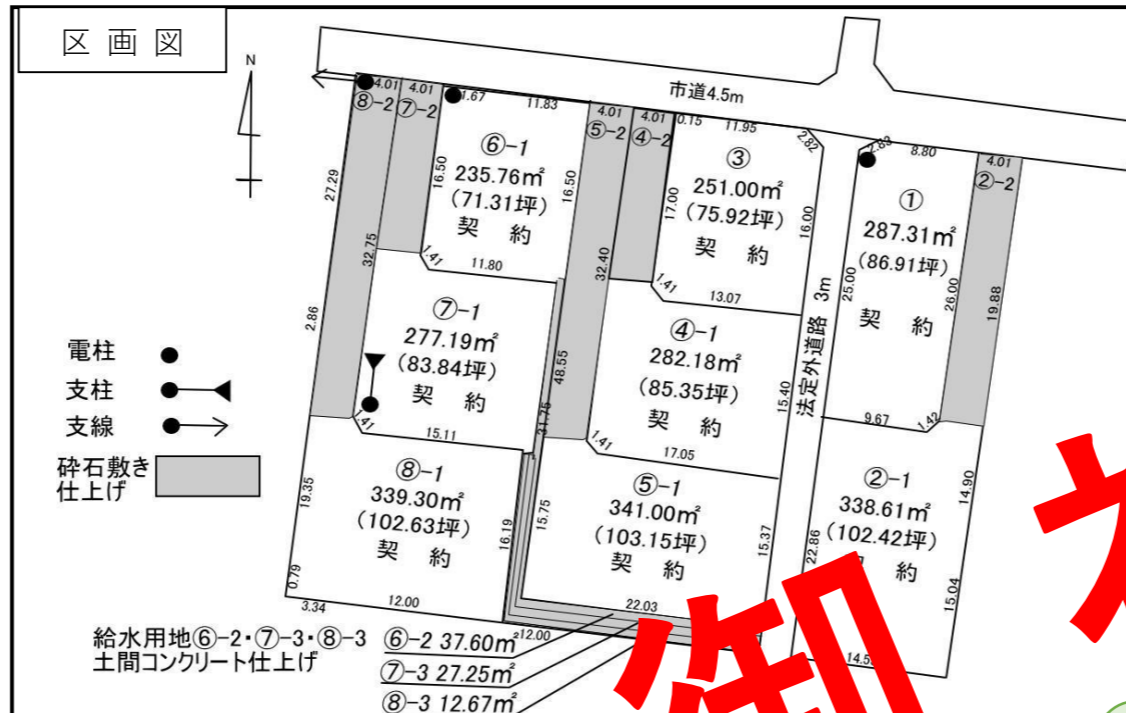 区画図
N
市道4.5m
4.01
⑧-2
4.01
⑦-2
1.67
11.83
4.01
⑤-2
4.01
④-2
0.15
11.95
2.82
2.83
8.80
4.01
②-2
⑥-1
235.76㎡
(71.31坪)
契 約
16.50
16.50
1.41
11.80
③
251.00㎡
(75.92坪)
契 約
17.00
16.00
1.41
13.07
①
287.31㎡
(86.91坪)
契 約
25.00
26.00
19.88
9.67
1.42
27.29
32.75
2.86
⑦-1
277.19㎡
(83.84坪)
契 約
1.41
15.11
32.40
48.55
31.75
④-1
282.18㎡
(85.35坪)
契 約
15.40
1.41
17.05
法定外道路 3m
⑧-1
339.30㎡
(102.63坪)
契 約
19.35
16.19
0.79
3.34
12.00
⑤-1
341.00㎡
(103.15坪)
契 約
15.75
15.37
22.03
12.00
②-1
338.61㎡
(102.42坪)
契 約
22.86
14.90
15.04
電柱
支柱
支線
砕石敷き
仕上げ
給水用地⑥-2・⑦-3・⑧-3
土間コンクリート仕上げ
⑥-2 37.60㎡
⑦-3 27.25㎡
⑧-3 12.67㎡
御